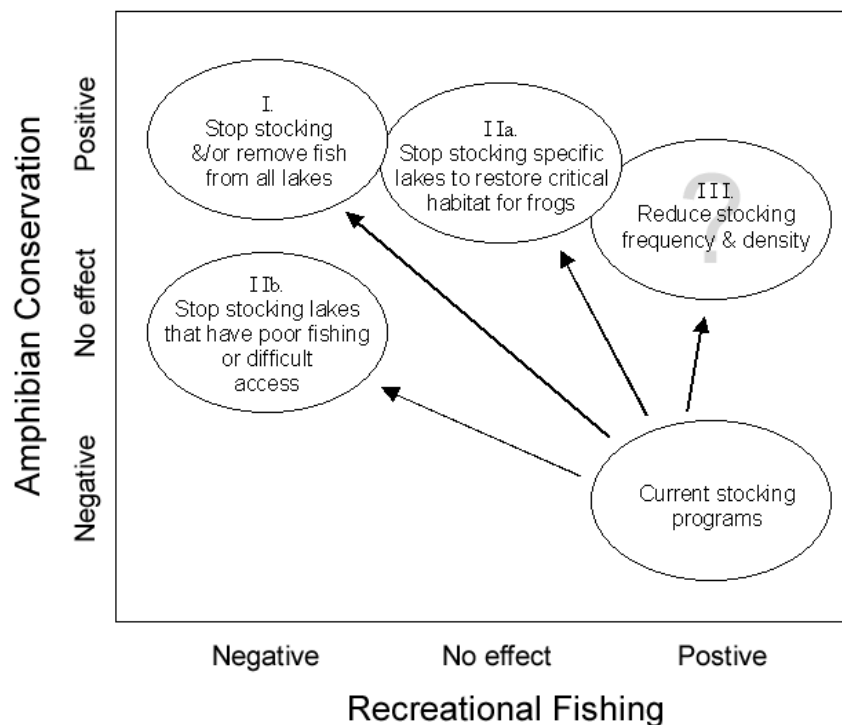 Amphibian Conservation
Positive
No effect
Negative
I.
Stop stocking
&/or remove fish
from all lakes
IIa.
Stop stocking specific
lakes to restore critical
habitat for frogs
?
III.
Reduce stocking
frequency & density
IIb.
Stop stocking lakes
that have poor fishing
or difficult
access
Current stocking
programs
Negative
No effect
Postive
Recreational Fishing